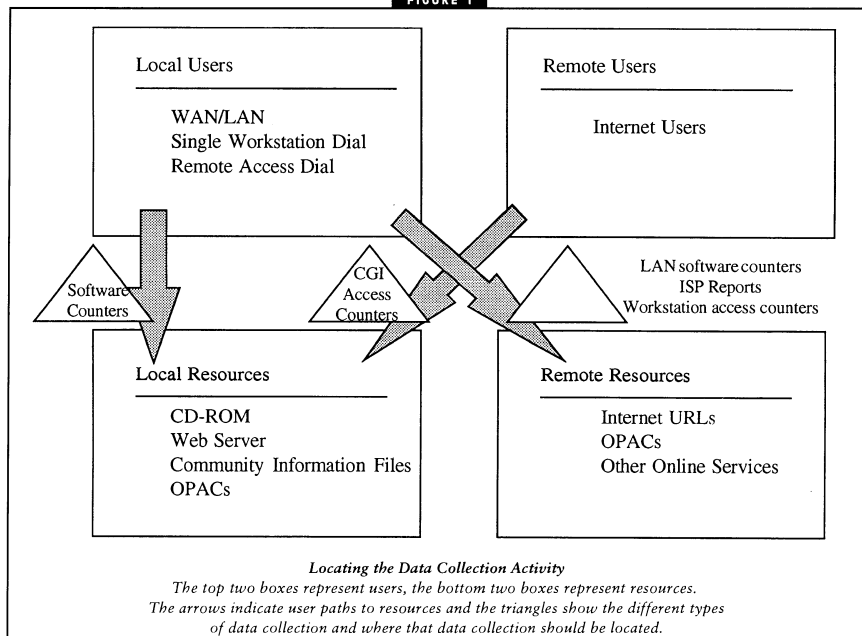 FIGURE 1
Local Users
WAN/LAN
Single Workstation Dial
Remote Access Dial
Remote Users
Internet Users
Software
Counters
CGI
Access
Counters
LAN software counters
ISP Reports
Workstation access counters
Local Resources
CD-ROM
Web Server
Community Information Files
OPACs
Remote Resources
Internet URLs
OPACs
Other Online Services
Locating the Data Collection Activity
The top two boxes represent users, the bottom two boxes represent resources.
The arrows indicate user paths to resources and the triangles show the different types
of data collection and where that data collection should be located.